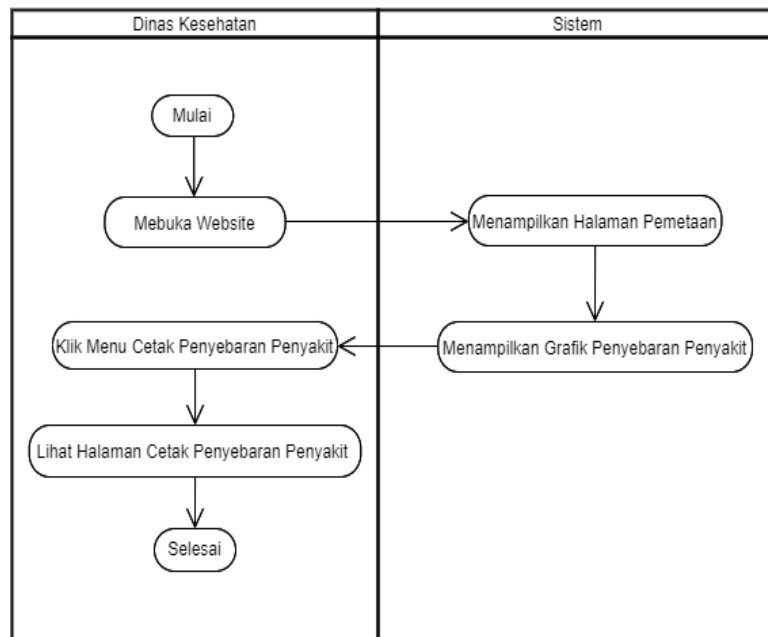 Dinas Kesehatan
Sistem
Mulai
Mebuka Website
Menampilkan Halaman Pemetaan
Klik Menu Cetak Penyebaran Penyakit
Menampilkan Grafik Penyebaran Penyakit
Lihat Halaman Cetak Penyebaran Penyakit
Selesai